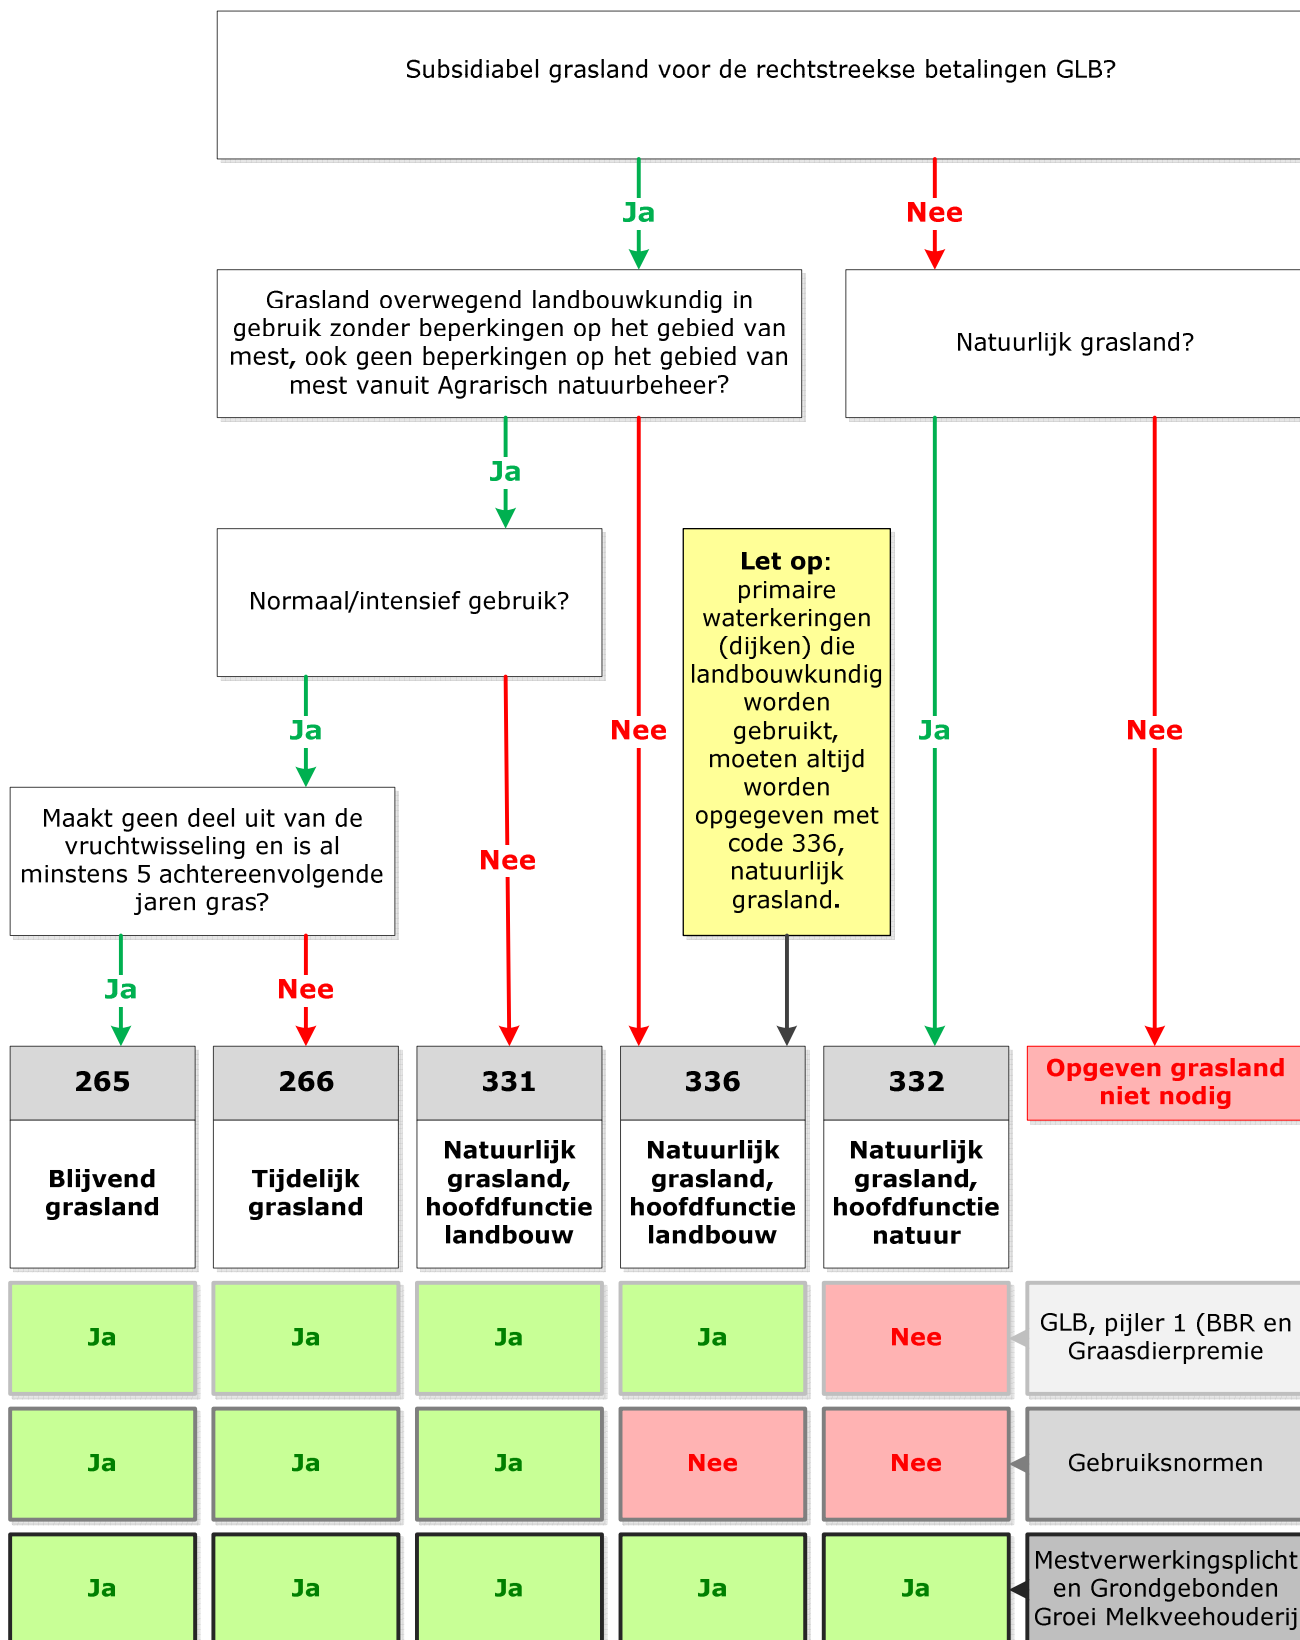 Subsidiabel grasland voor de rechtstreekse betalingen GLB?
Ja
Nee
Grasland overwegend landbouwkundig in
gebruik zonder beperkingen op het gebied van
mest, ook geen beperkingen op het gebied van
mest vanuit Agrarisch natuurbeheer?
Natuurlijk grasland?
Ja
Normaal/intensief gebruik?
Let op:
primaire
waterkeringen
(dijken) die
landbouwkundig
worden
gebruikt,
moeten altijd
worden
opgegeven met
code 336,
natuurlijk
grasland.
Ja
Nee
Ja
Nee
Maakt geen deel uit van de
vruchtwisseling en is al
minstens 5 achtereenvolgende
jaren gras?
Nee
Ja
Nee
265
266
331
336
332
Opgeven grasland
niet nodig
Blijvend
grasland
Tijdelijk
grasland
Natuurlijk
grasland,
hoofdfunctie
landbouw
Natuurlijk
grasland,
hoofdfunctie
landbouw
Natuurlijk
grasland,
hoofdfunctie
natuur
Ja
Ja
Ja
Ja
Nee
GLB, pijler 1 (BBR en
Graasdierpremie
Ja
Ja
Ja
Nee
Nee
Gebruiksnormen
Ja
Ja
Ja
Ja
Ja
Mestverwerkingsplicht
en Grondgebonden
Groei Melkveehouderij